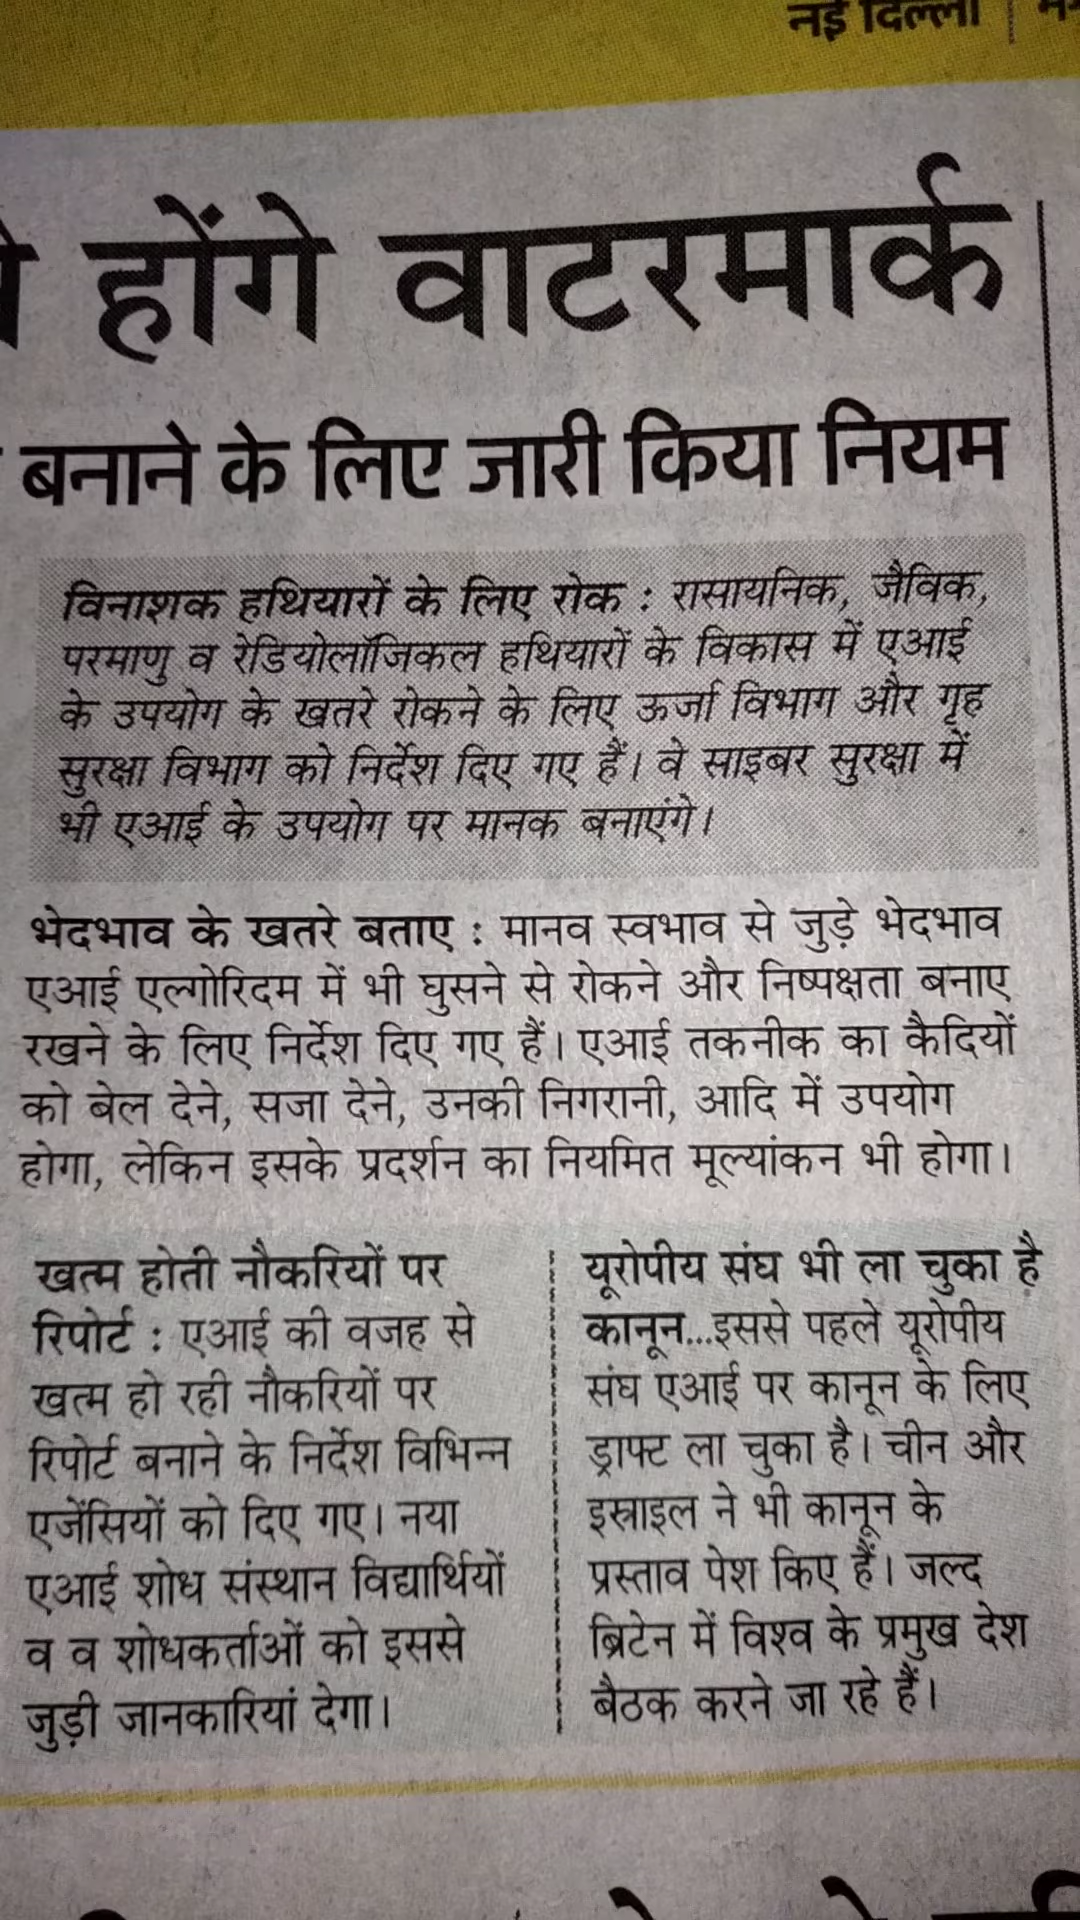 नई दिल्ली
होंगे वाटरमार्क
बनाने के लिए जारी किया नियम
विनाशक हथियारों के लिए रोक : रासायनिक, जैविक,
परमाणु व रेडियोलॉजिकल हथियारों के विकास में एआई
के उपयोग के खतरे रोकने के लिए ऊर्जा विभाग और गृह
सुरक्षा विभाग को निर्देश दिए गए हैं। वे साइबर सुरक्षा में
भी एआई के उपयोग पर मानक बनाएंगे।
भेदभाव के खतरे बताए : मानव स्वभाव से जुड़े भेदभाव
एआई एल्गोरिदम में भी घुसने से रोकने और निष्पक्षता बनाए
रखने के लिए निर्देश दिए गए हैं। एआई तकनीक का कैदियों
को बेल देने, सजा देने, उनकी निगरानी, आदि में उपयोग
होगा, लेकिन इसके प्रदर्शन का नियमित मूल्यांकन भी होगा।
खत्म होती नौकरियों पर
रिपोर्ट : एआई की वजह से
खत्म हो रही नौकरियों पर
रिपोर्ट बनाने के निर्देश विभिन्न
एजेंसियों को दिए गए। नया
एआई शोध संस्थान विद्यार्थियों
व व शोधकर्ताओं को इससे
जुड़ी जानकारियां देगा।
यूरोपीय संघ भी ला चुका है
कानून...इससे पहले यूरोपीय
संघ एआई पर कानून के लिए
ड्राफ्ट ला चुका है। चीन और
इस्राइल ने भी कानून के
प्रस्ताव पेश किए हैं। जल्द
ब्रिटेन में विश्व के प्रमुख देश
बैठक करने जा रहे हैं।